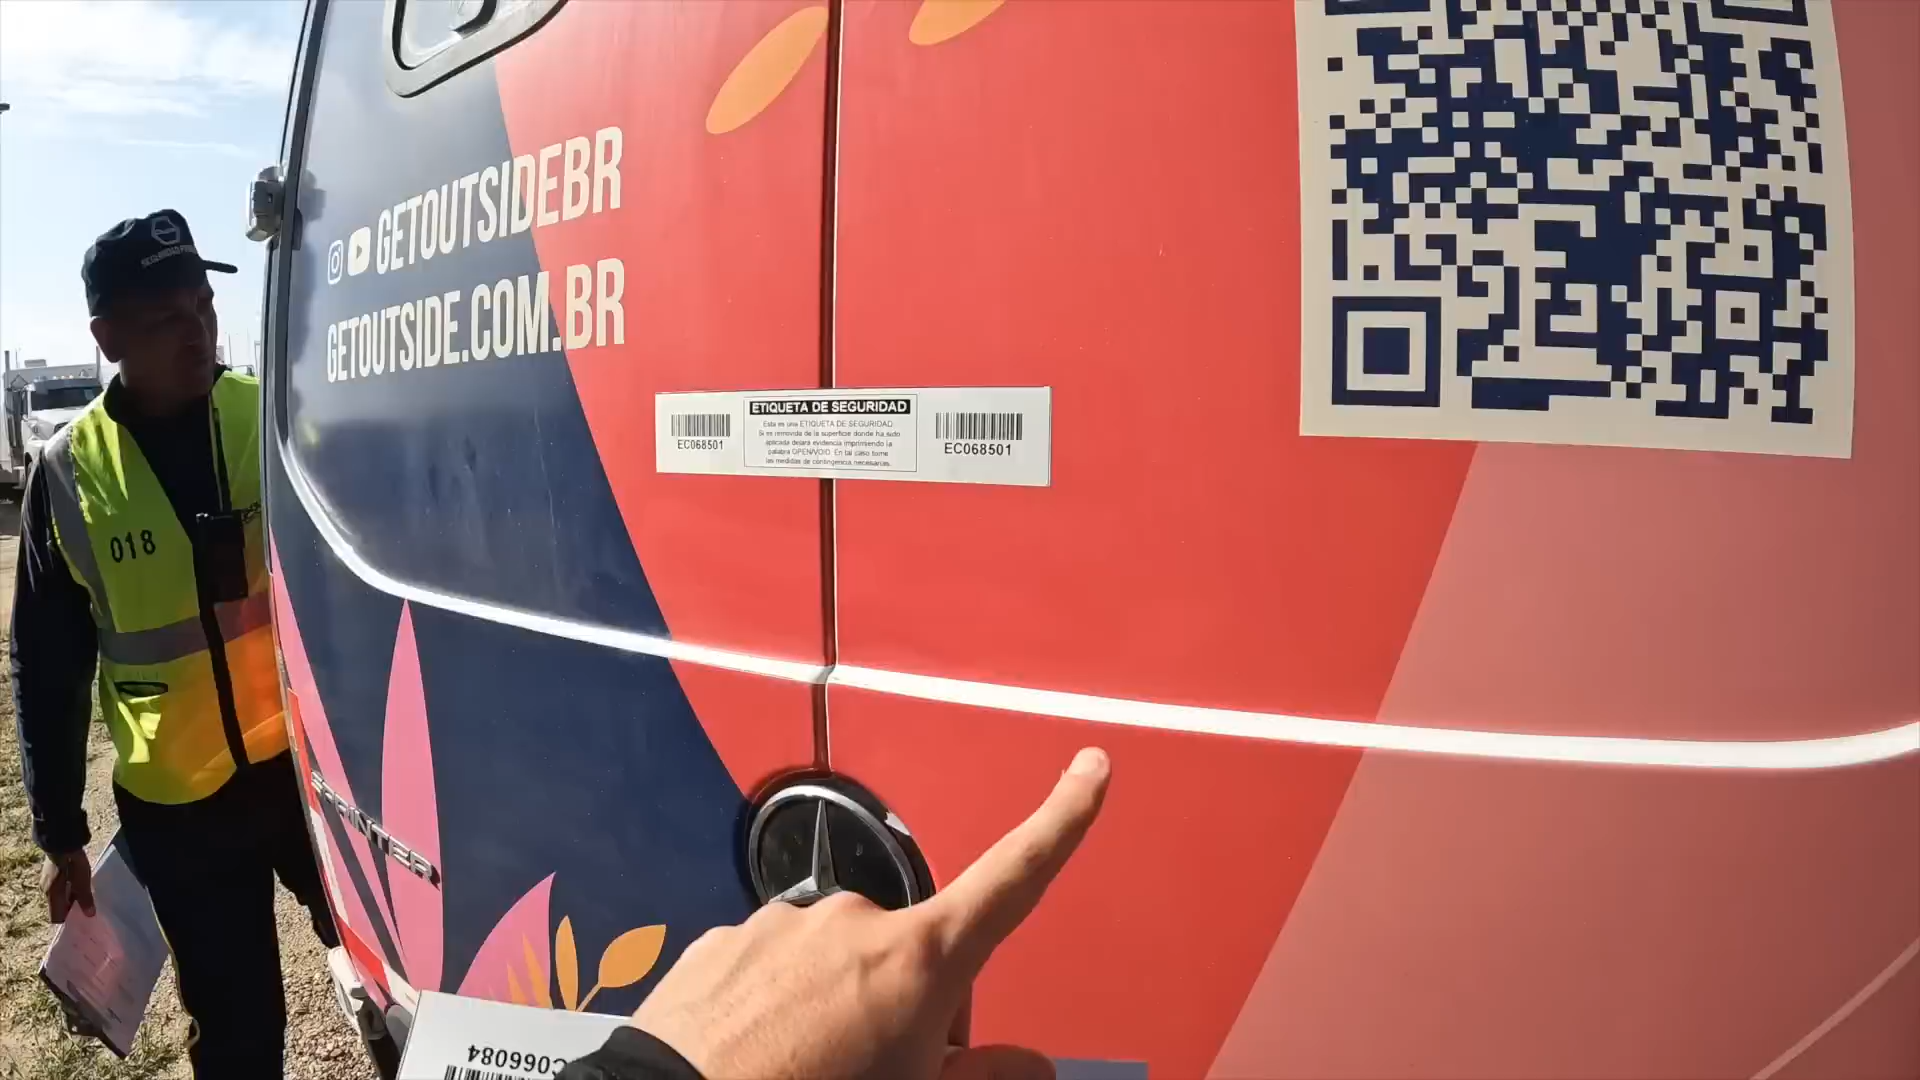 GETOUTSIDEBR
GETOUTSIDE.COM.BR
ETIQUETA DE SEGURIDAD
Esta es una ETIQUETA DE SEGURIDAD
Si es removida de la superficie donde ha sido
aplicada dejará evidencia imprimiendo la
palabra OPEN/VOID. En tal caso tome
las medidas de contingencia necesarias.
EC068501
EC068501
018
SPRINTER
C066084